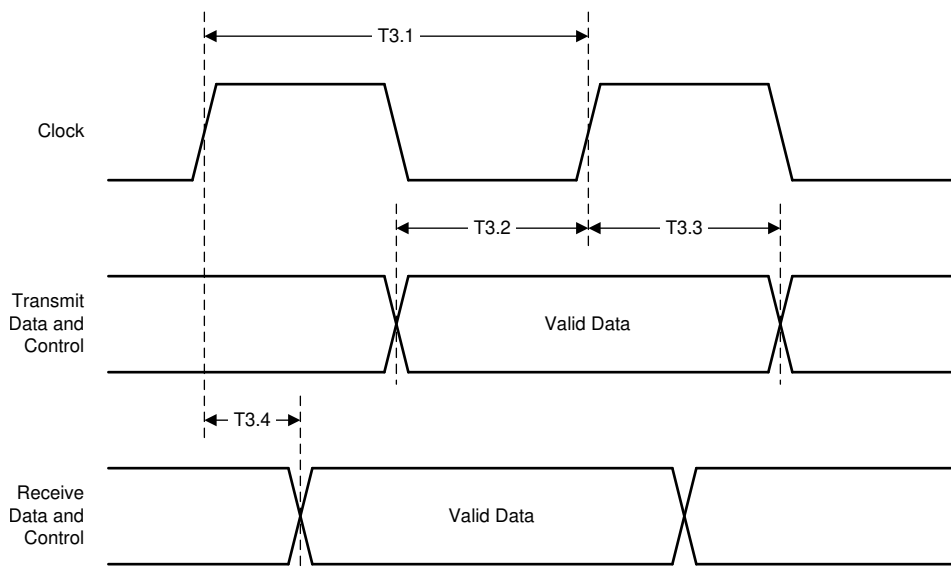 T3.1
Clock
T3.2
T3.3
Transmit
Data and
Control
Valid Data
T3.4
Receive
Data and
Control
Valid Data